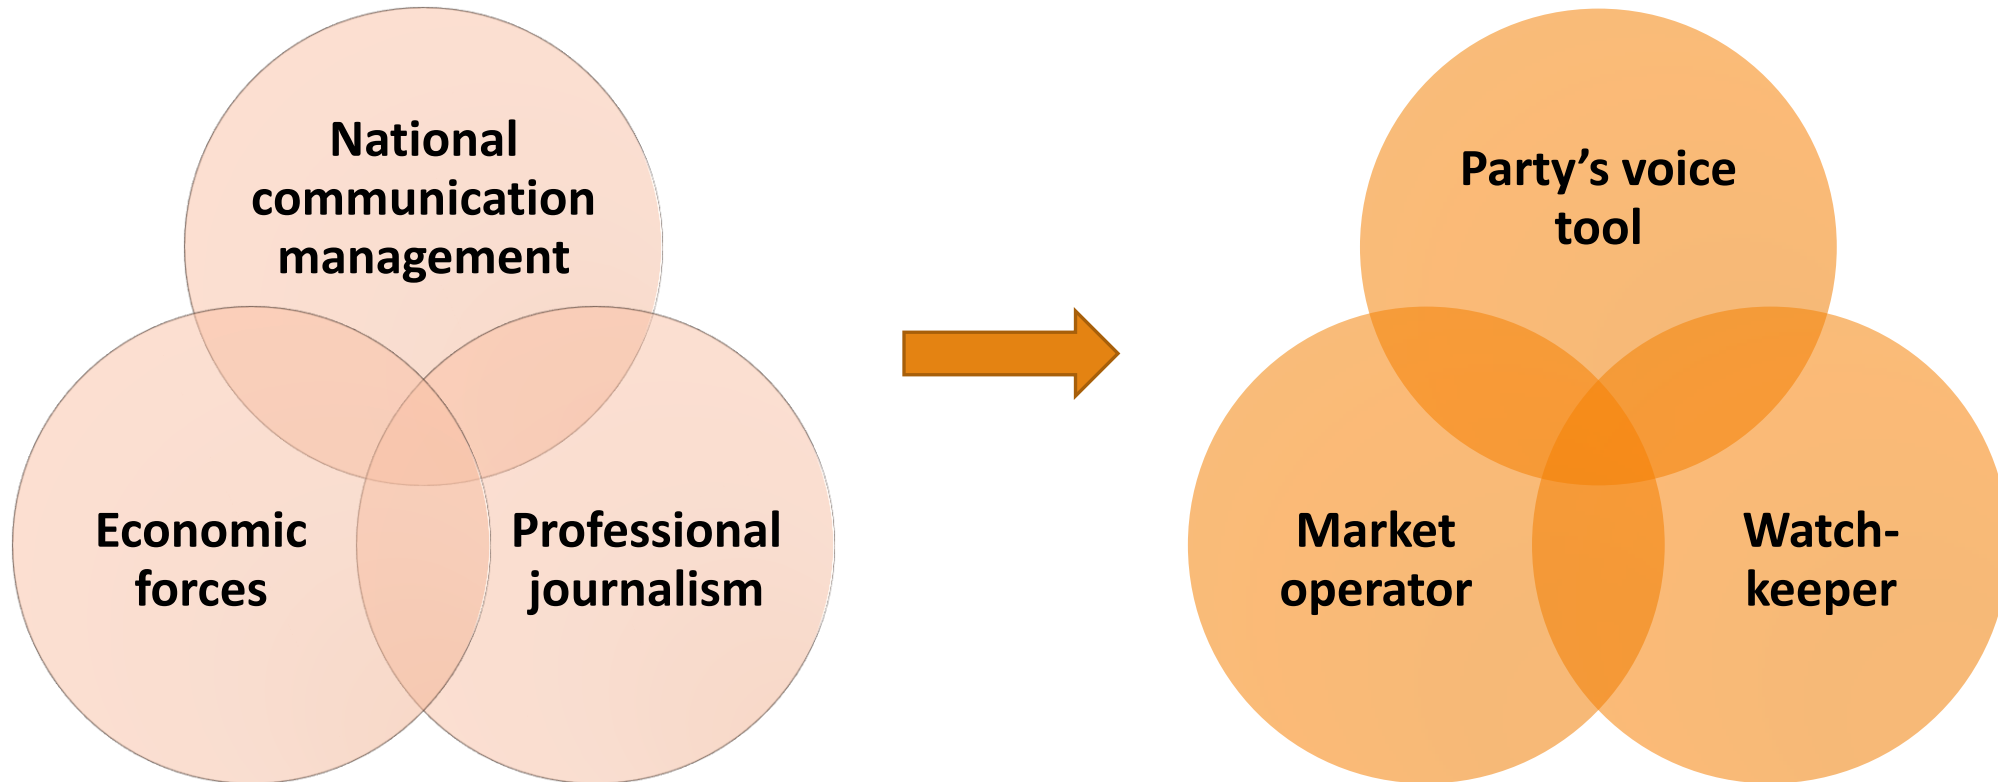 National
communication
management
Economic
forces
Professional
journalism
Party’s voice
tool
Market
operator
Watch-
keeper